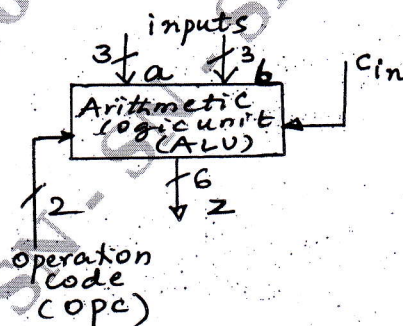 inputs
3 3
a b Cin
Arithmetic
Logic unit
(ALU)
6
2 Z
operation
code
(OPC)